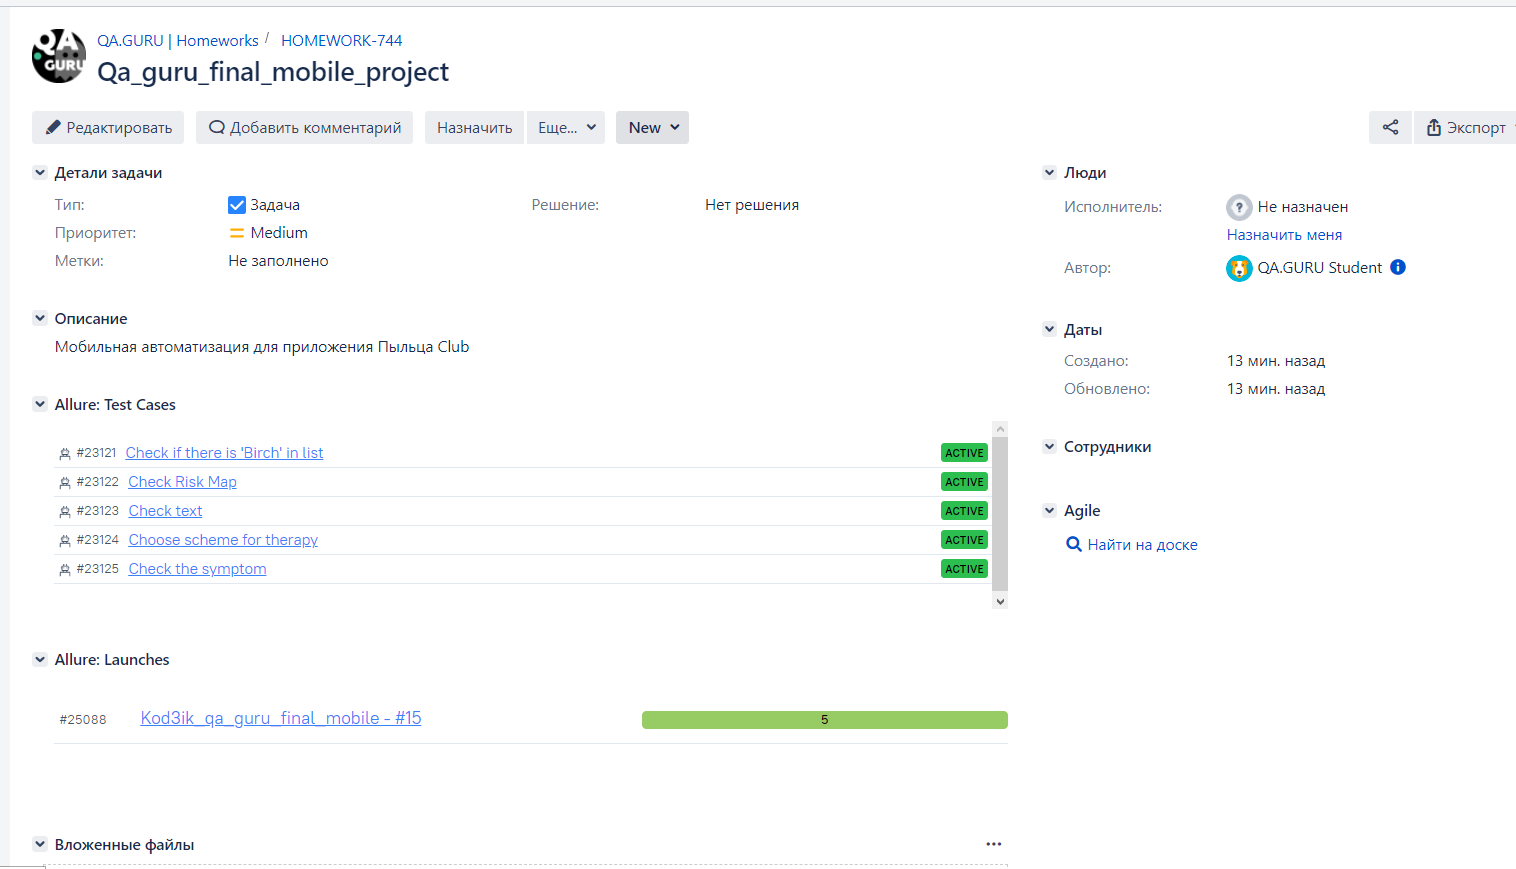 QA GURU
QA.GURU | Homeworks / HOMEWORK-744
Qa_guru_final_mobile_project
Редактировать Добавить комментарий Назначить Еще... New Экспорт
Детали задачи
Тип: Задача Решение: Нет решения
Приоритет: Medium
Метки: Не заполнено
Описание
Мобильная автоматизация для приложения Пыльца Club
Allure: Test Cases
#23121 Check if there is 'Birch' in list ACTIVE
#23122 Check Risk Map ACTIVE
#23123 Check text ACTIVE
#23124 Choose scheme for therapy ACTIVE
#23125 Check the symptom ACTIVE
Allure: Launches
#25088 Kod3ik_qa_guru_final_mobile - #15 5
Вложенные файлы ...
Люди
Исполнитель: ? Не назначен
Назначить меня
Автор: QA.GURU Student i
Даты
Создано: 13 мин. назад
Обновлено: 13 мин. назад
Сотрудники
Agile
Найти на доске